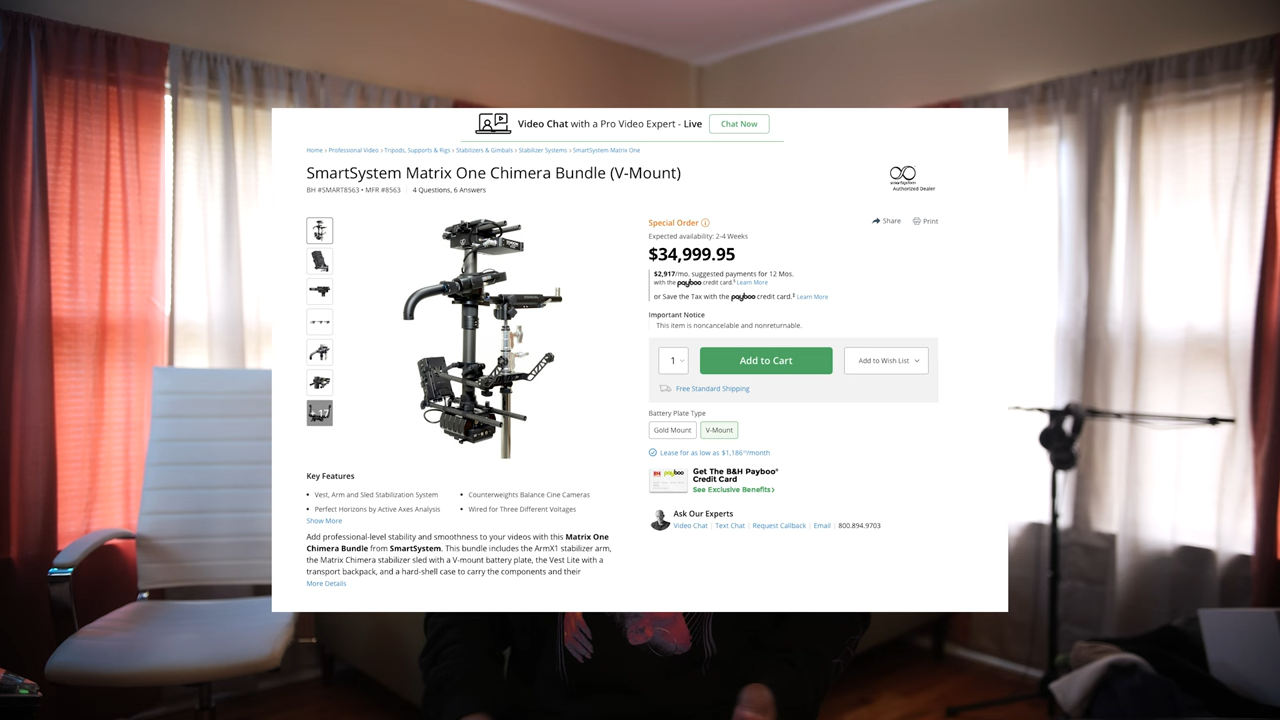 Video Chat with a Pro Video Expert - Live
Chat Now
Home › Professional Video › Tripods, Supports & Rigs › Stabilizers & Gimbals › Stabilizer Systems › SmartSystem Matrix One
SmartSystem Matrix One Chimera Bundle (V-Mount)
BH #SMART8563 • MFR #8563 4 Questions, 6 Answers
Authorized Dealer
Special Order
Share
Print
Expected availability: 2-4 Weeks
$34,999.95
$2,917/mo. suggested payments for 12 Mos.
with the payboo credit card.§ Learn More
or Save the Tax with the payboo credit card.‡ Learn More
Important Notice
This item is noncancelable and nonreturnable.
1
Add to Cart
Add to Wish List
Free Standard Shipping
Battery Plate Type
Gold Mount
V-Mount
Lease for as low as $1,186 /month
payboo
Get The B&H Payboo®
Credit Card
See Exclusive Benefits ›
Ask Our Experts
Video Chat | Text Chat | Request Callback | Email | 800.894.9703
+17
Key Features
• Vest, Arm and Sled Stabilization System
• Counterweights Balance Cine Cameras
• Perfect Horizons by Active Axes Analysis
• Wired for Three Different Voltages
Show More
Add professional-level stability and smoothness to your videos with this Matrix One
Chimera Bundle from SmartSystem. This bundle includes the ArmX1 stabilizer arm,
the Matrix Chimera stabilizer sled with a V-mount battery plate, the Vest Lite with a
transport backpack, and a hard-shell case to carry the components and their
More Details